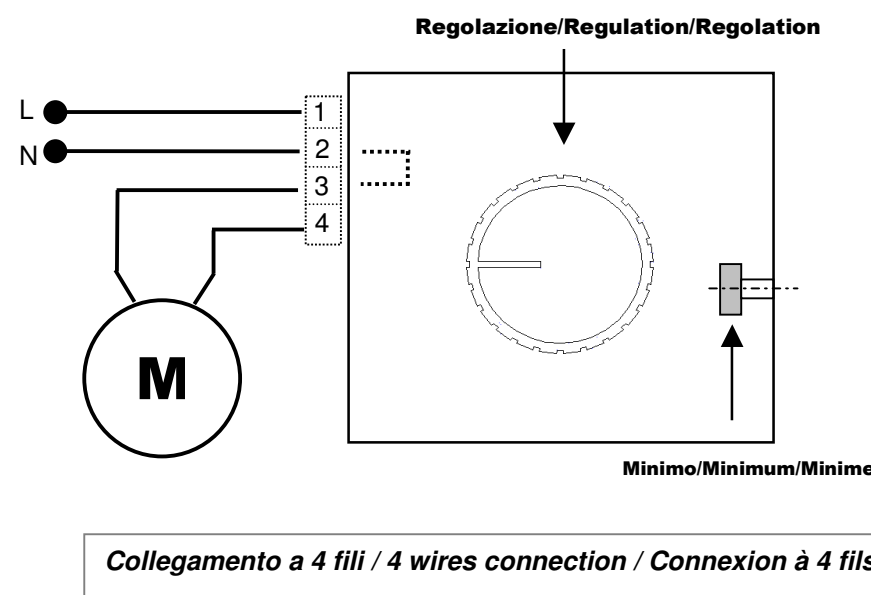 Regolazione/Regulation/Regolation
L
1
N
2
3
4
M
Minimo/Minimum/Minime
Collegamento a 4 fili / 4 wires connection / Connexion à 4 fils